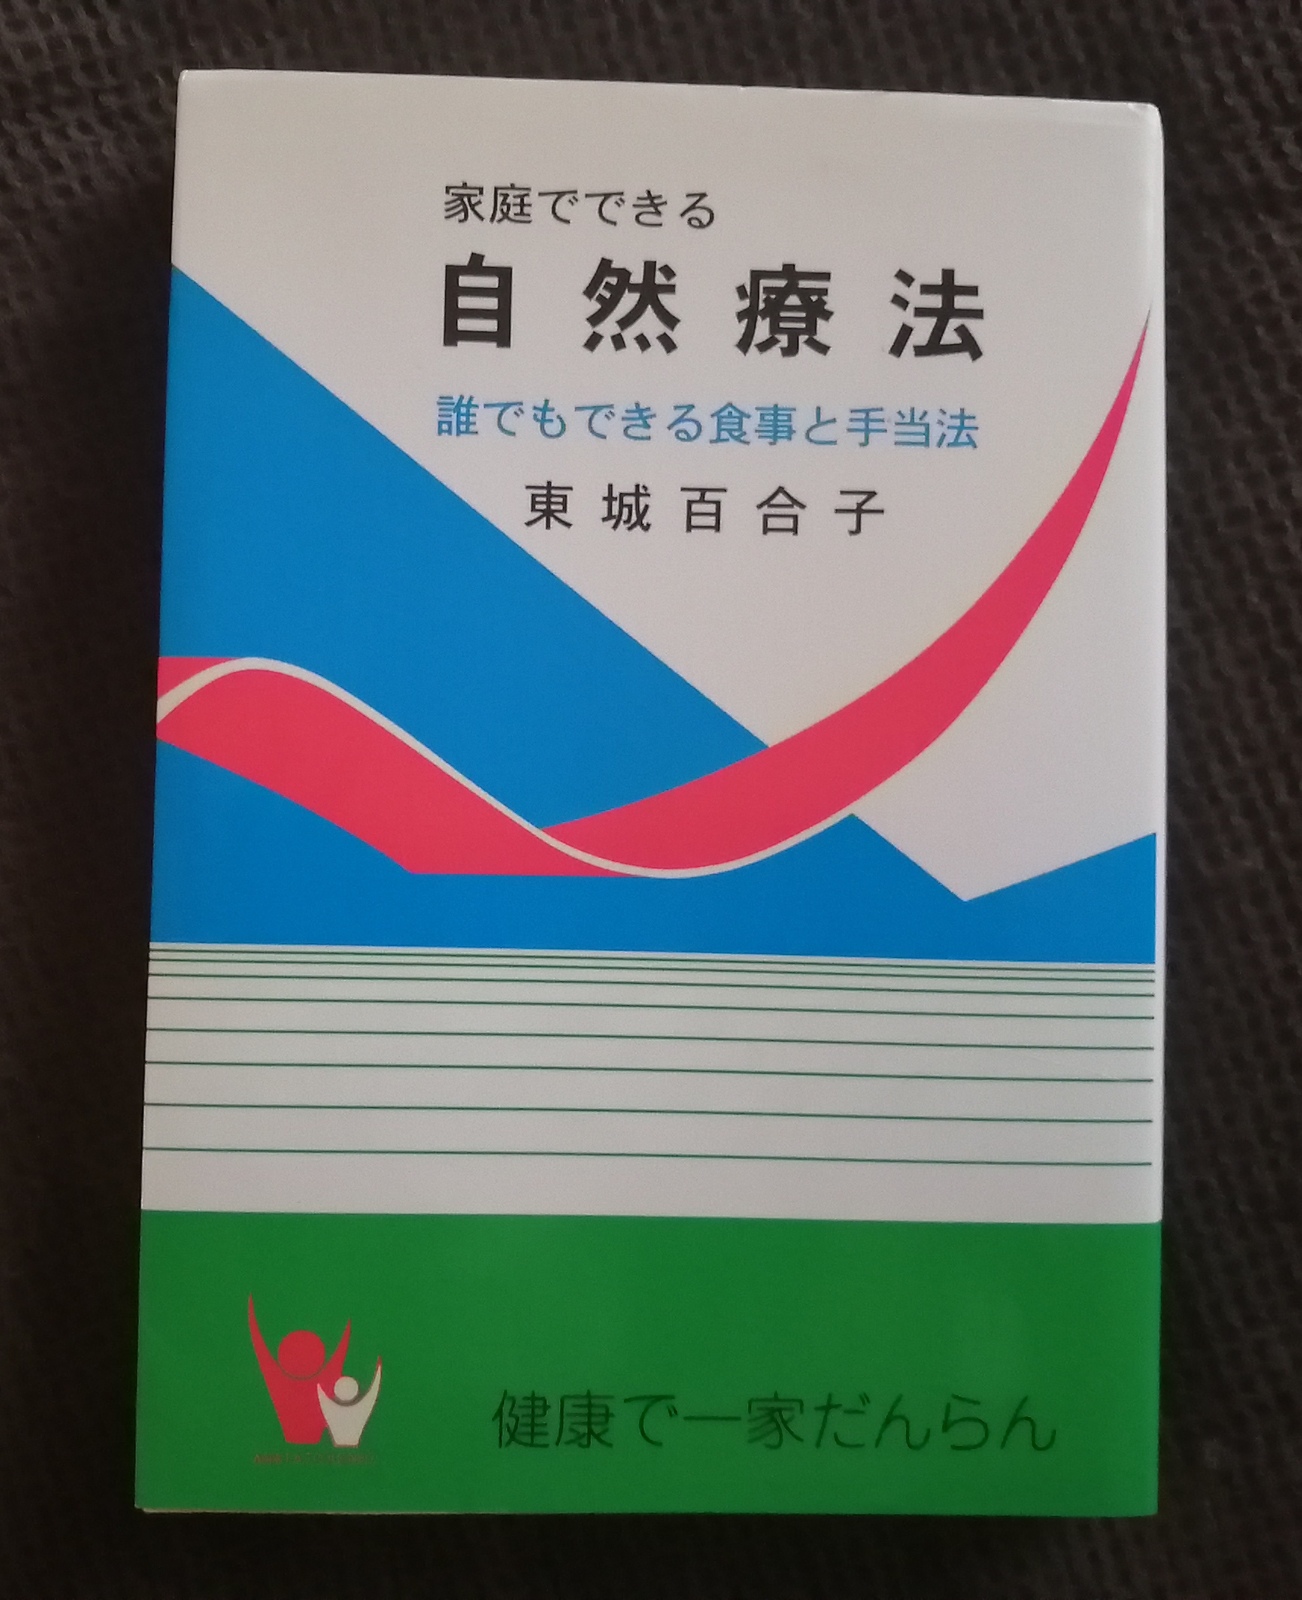 家庭でできる
自然療法
誰でもできる食事と手当法
東城百合子
健康で一家だんらん